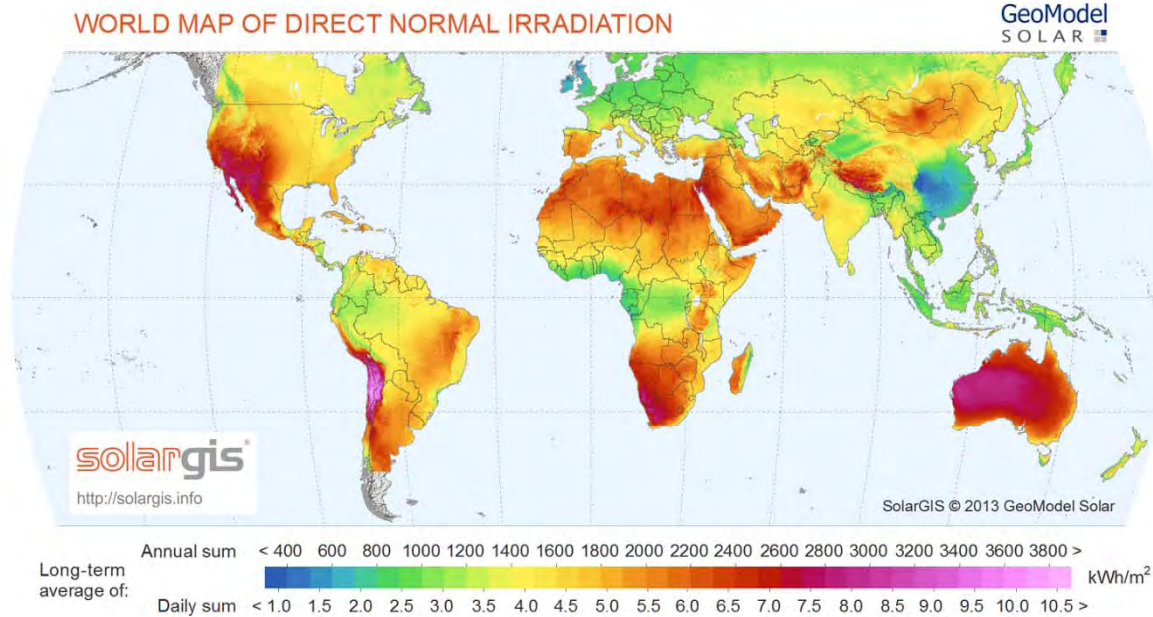 WORLD MAP OF DIRECT NORMAL IRRADIATION
GeoModel
SOLAR
solargis
http://solargis.info
SolarGIS © 2013 GeoModel Solar
Annual sum < 400 600 800 1000 1200 1400 1600 1800 2000 2200 2400 2600 2800 3000 3200 3400 3600 3800 >
Long-term
average of:
kWh/m²
Daily sum < 1.0 1.5 2.0 2.5 3.0 3.5 4.0 4.5 5.0 5.5 6.0 6.5 7.0 7.5 8.0 8.5 9.0 9.5 10.0 10.5 >